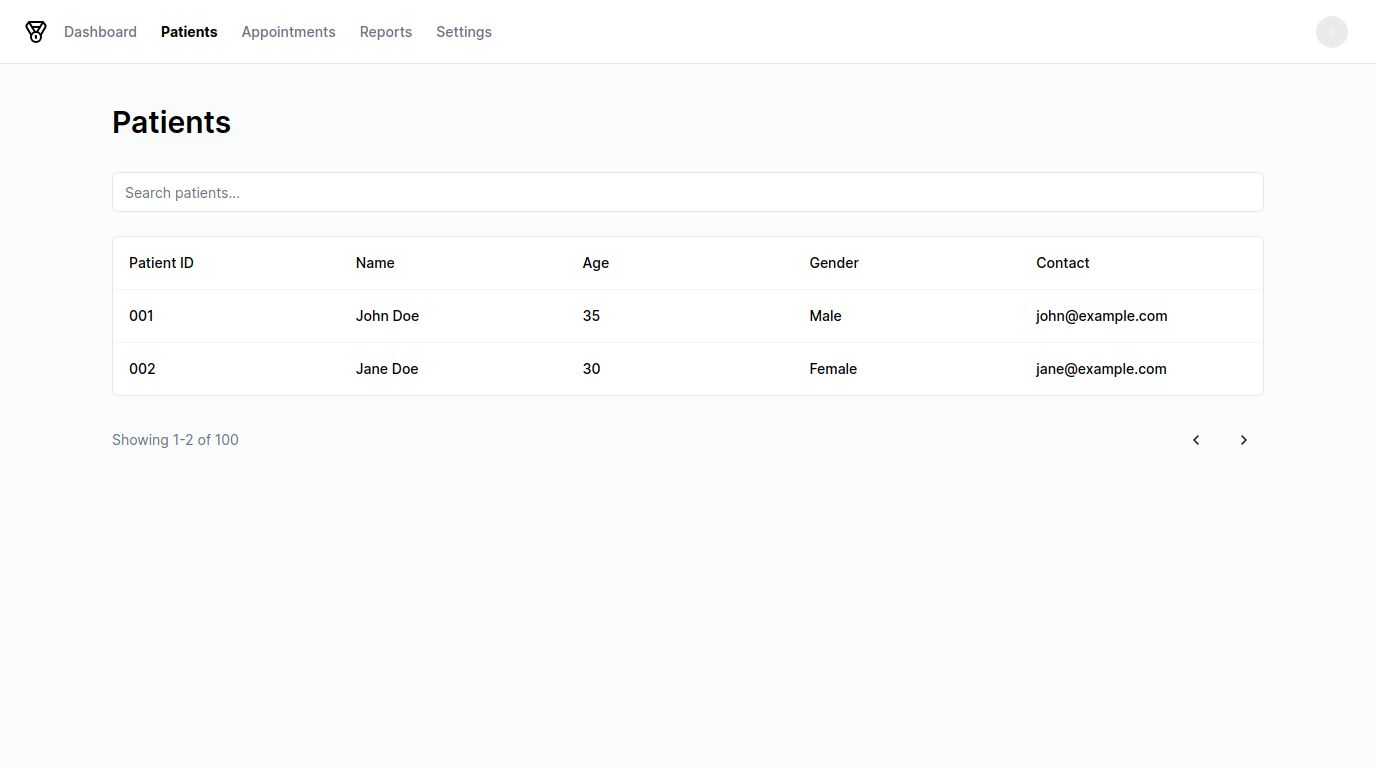 Dashboard Patients Appointments Reports Settings
Patients
Search patients...
Patient ID Name Age Gender Contact
001 John Doe 35 Male john@example.com
002 Jane Doe 30 Female jane@example.com
Showing 1-2 of 100